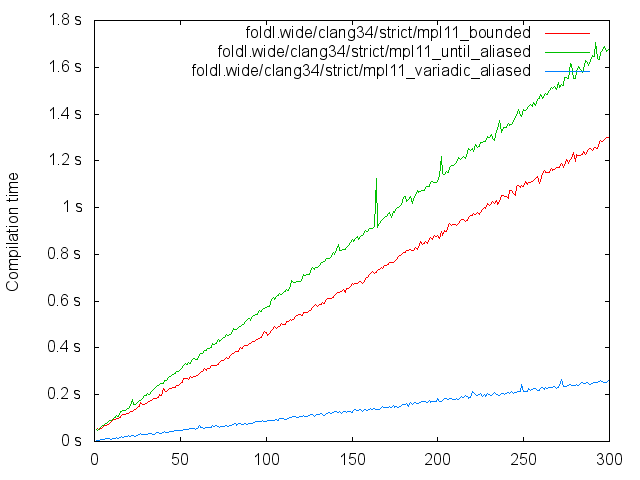 1.8 s
1.6 s
1.4 s
1.2 s
1 s
0.8 s
0.6 s
0.4 s
0.2 s
0 s
Compilation time
foldl.wide/clang34/strict/mpl11_bounded
foldl.wide/clang34/strict/mpl11_until_aliased
foldl.wide/clang34/strict/mpl11_variadic_aliased
0 50 100 150 200 250 300